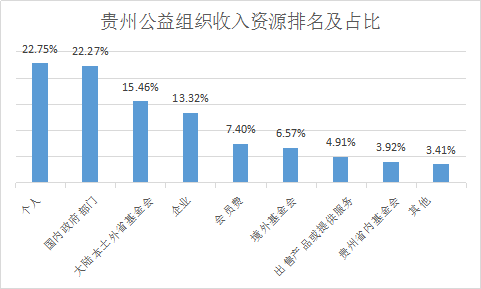 贵州公益组织收入资源排名及占比
22.75%
22.27%
15.46%
13.32%
7.40%
6.57%
4.91%
3.92%
3.41%
个人
国内政府部门
大陆本土外省基金会
企业
会员费
境外基金会
出售产品或提供服务
贵州省内基金会
其他